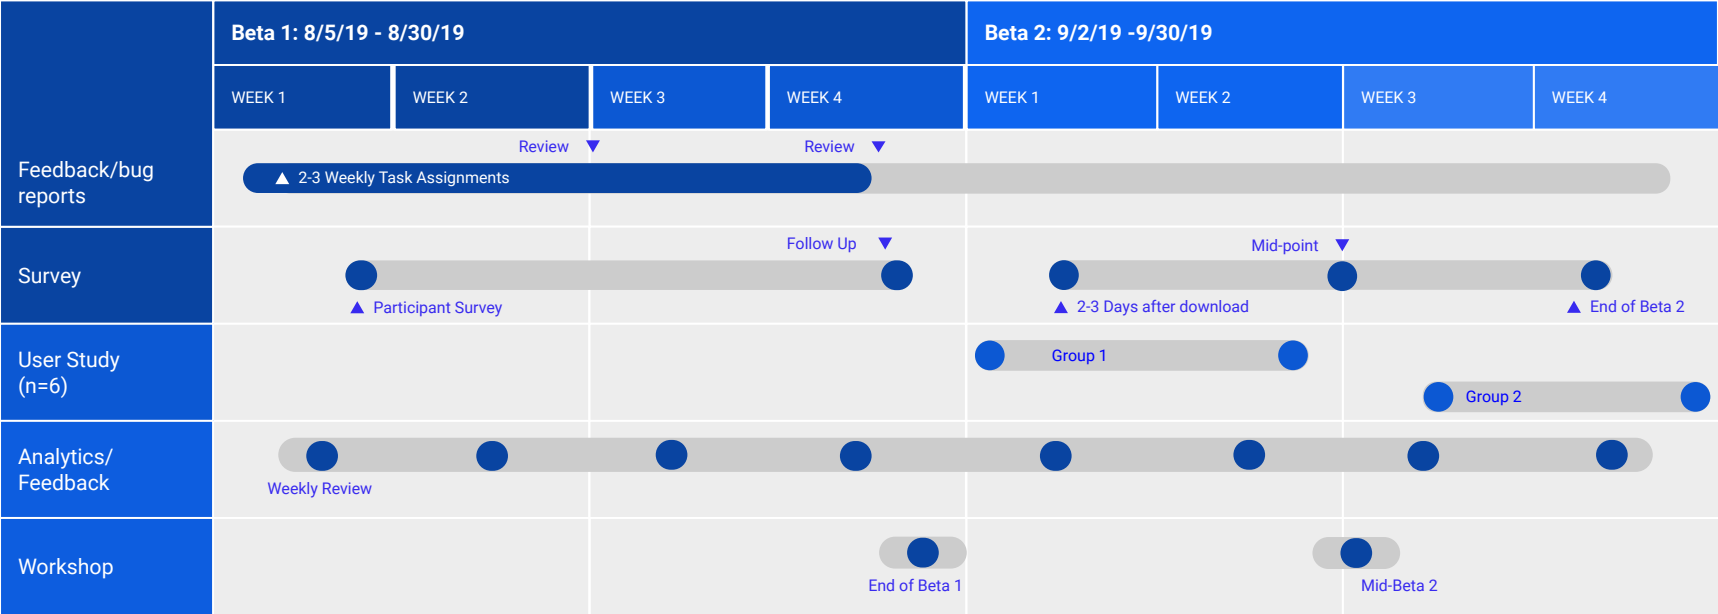 Beta 1: 8/5/19 - 8/30/19
Beta 2: 9/2/19 -9/30/19
WEEK 1
WEEK 2
WEEK 3
WEEK 4
WEEK 1
WEEK 2
WEEK 3
WEEK 4
Feedback/bug
reports
Review
Review
2-3 Weekly Task Assignments
Survey
Follow Up
Mid-point
Participant Survey
2-3 Days after download
End of Beta 2
User Study
(n=6)
Group 1
Group 2
Analytics/
Feedback
Weekly Review
Workshop
End of Beta 1
Mid-Beta 2